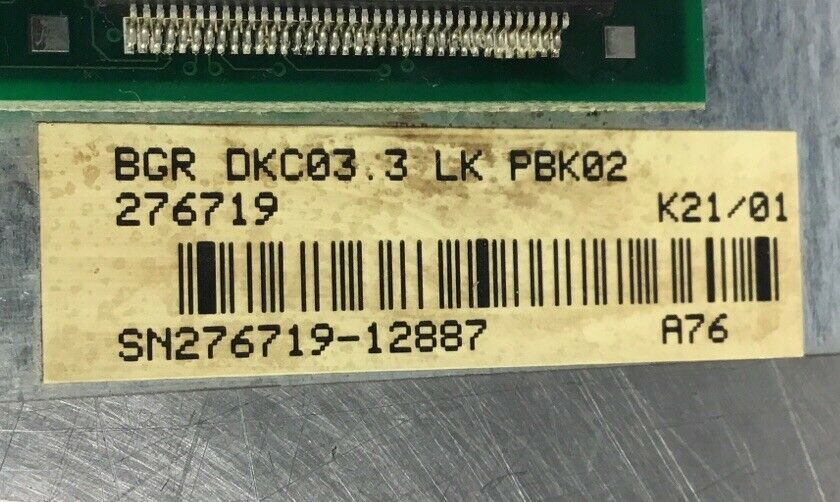 BGR DKC03.3 LK PBK02
276719 K21/01
SN276719-12887 A76